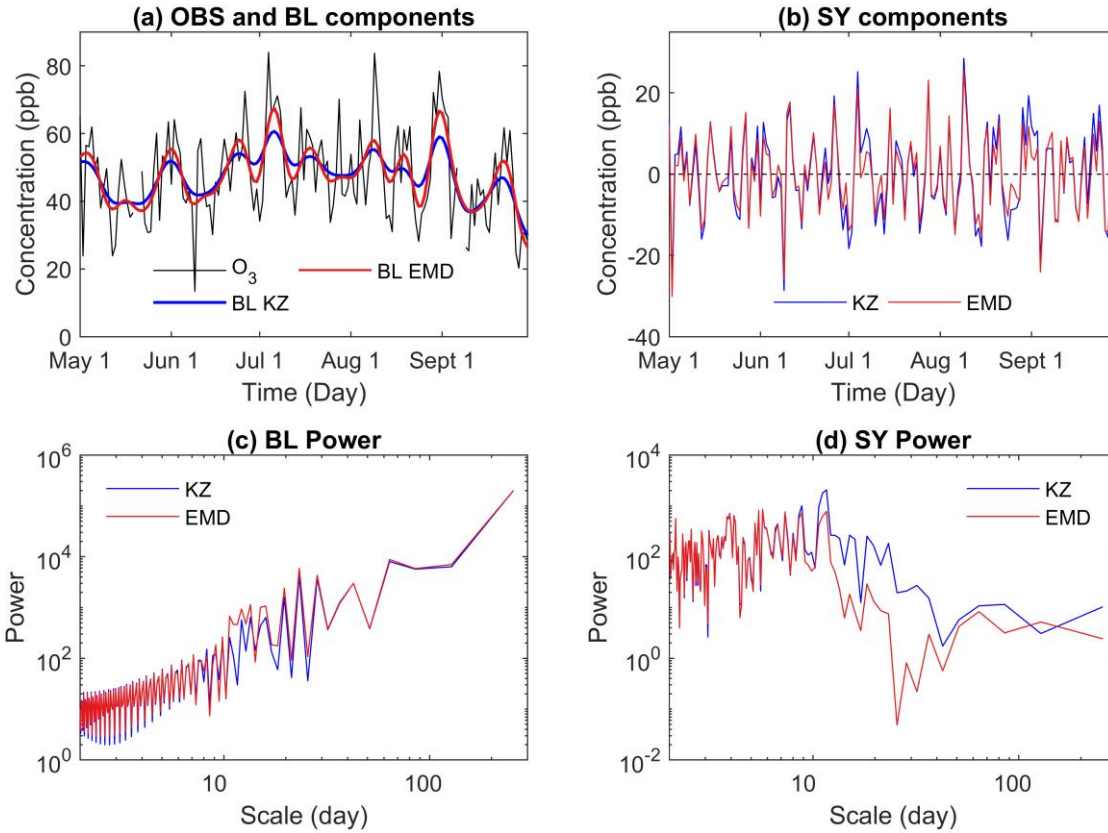 (a) OBS and BL components
Concentration (ppb)
80
60
40
20
0
O3
BL EMD
BL KZ
May 1 Jun 1 Jul 1 Aug 1 Sept 1
Time (Day)
(b) SY components
Concentration (ppb)
20
0
-20
-40
KZ
EMD
May 1 Jun 1 Jul 1 Aug 1 Sept 1
Time (Day)
(c) BL Power
Power
10^6
10^4
10^2
10^0
KZ
EMD
10 100
Scale (day)
(d) SY Power
Power
10^4
10^2
10^0
10^-2
KZ
EMD
10 100
Scale (day)